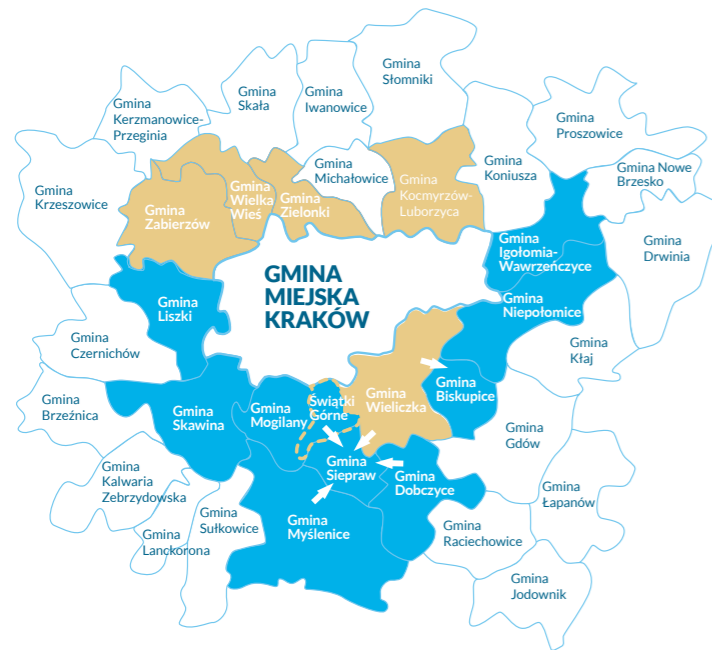 Gmina
Słomniki
Gmina
Skała
Gmina
Iwanowice
Gmina
Kerzmanowice-
Przeginia
Gmina
Proszowice
Gmina
Michałowice
Gmina
Koniusza
Gmina Nowe
Brzesko
Gmina
Krzeszowice
Gmina
Zabierzów
Gmina
Wielka
Wieś
Gmina
Zielonki
Gmina
Kocmyrzów-
Luborzyca
Gmina
Igołomia-
Wawrzeńczyce
Gmina
Drwinia
GMINA
MIEJSKA
KRAKÓW
Gmina
Liszki
Gmina
Niepołomice
Gmina
Czernichów
Gmina
Kłaj
Gmina
Brzeźnica
Gmina
Skawina
Gmina
Mogilany
Świątki
Górne
Gmina
Wieliczka
Gmina
Biskupice
Gmina
Gdów
Gmina
Kalwaria
Zebrzydowska
Gmina
Siepraw
Gmina
Dobczyce
Gmina
Łapanów
Gmina
Lanckorona
Gmina
Sułkowice
Gmina
Myślenice
Gmina
Raciechowice
Gmina
Jodownik